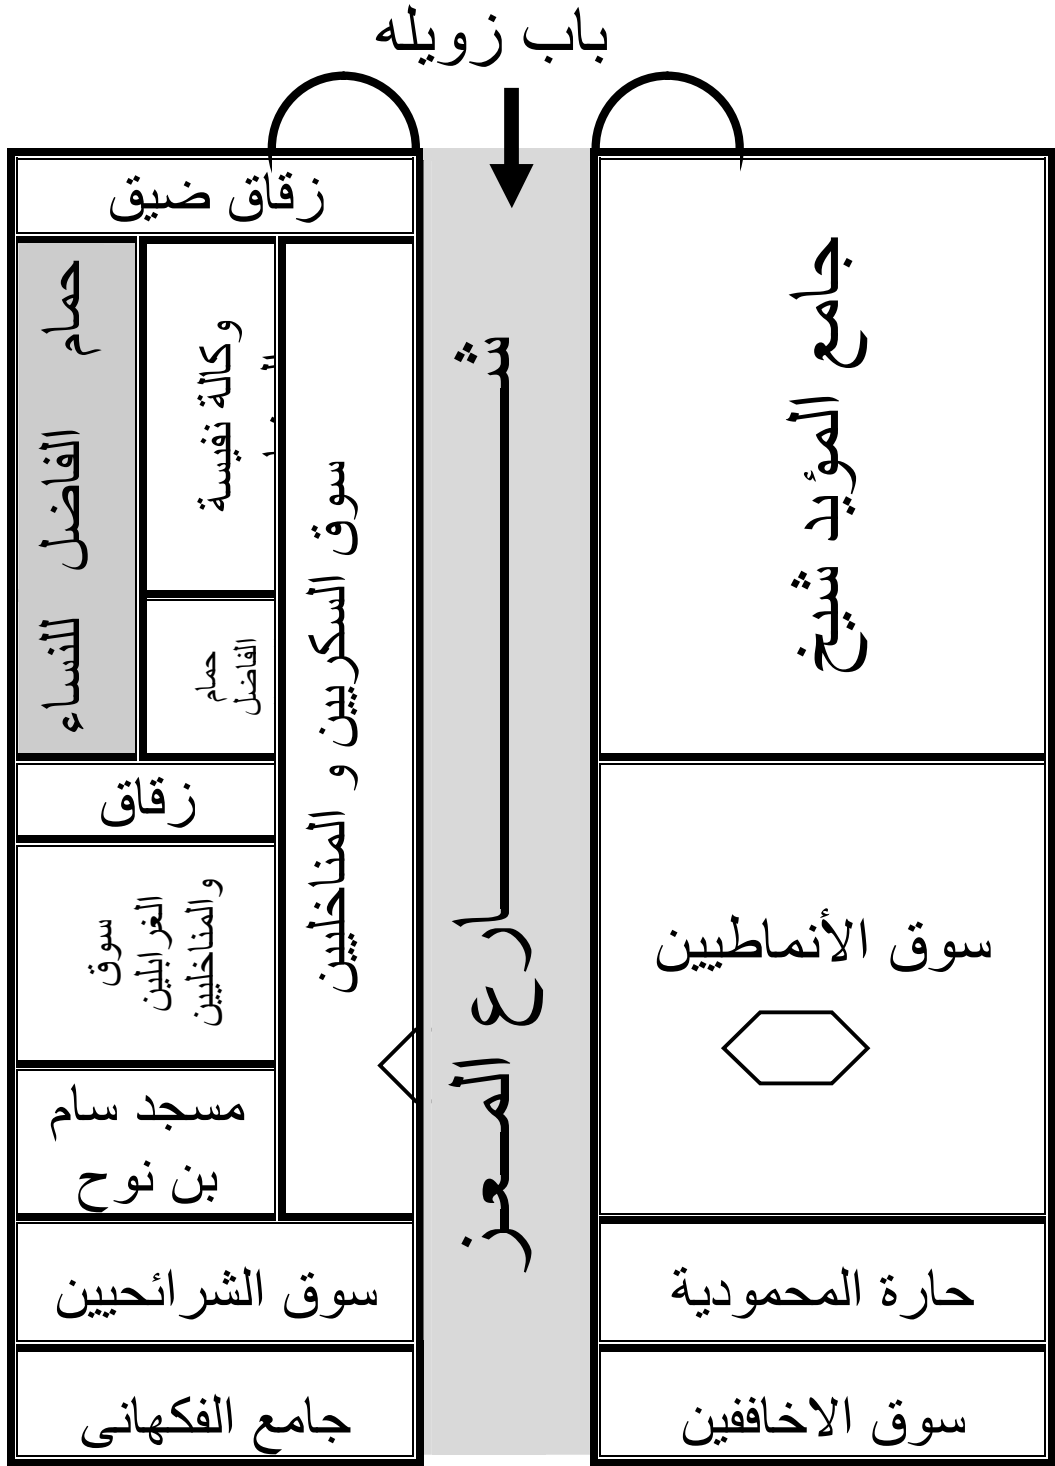 باب زويله
جامع المؤيد شيخ
سوق الأنماطيين
حارة المحمودية
سوق الاخاففين
شـــارع المـعز
زقاق ضيق
سوق السكريين و المناخليين
وكالة نفيسة
حمام
الفاضل
حمام الفاضل للنساء
زقاق
سوق
الغرابلين
والمناخليين
مسجد سام
بن نوح
سوق الشرائحيين
جامع الفكهانى